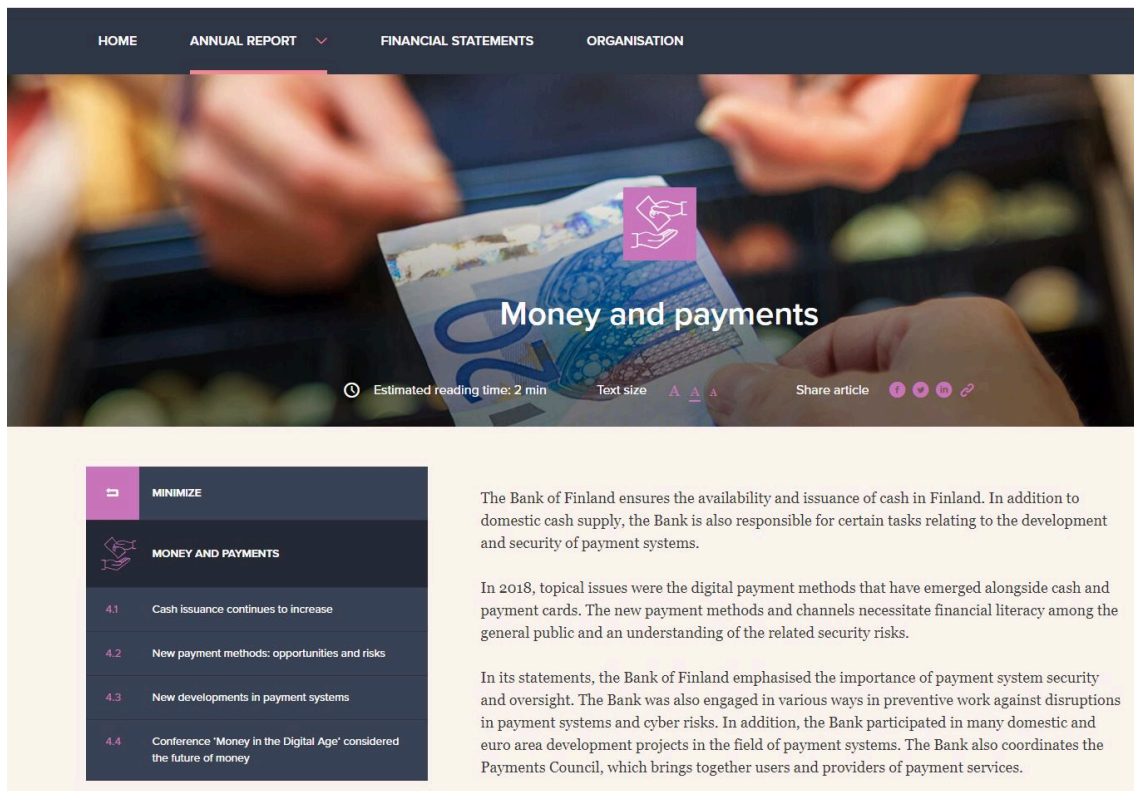 HOME ANNUAL REPORT FINANCIAL STATEMENTS ORGANISATION
20
Money and payments
Estimated reading time: 2 min Text size A A A Share article
MINIMIZE
MONEY AND PAYMENTS
4.1 Cash issuance continues to increase
4.2 New payment methods: opportunities and risks
4.3 New developments in payment systems
4.4 Conference 'Money in the Digital Age' considered
the future of money
The Bank of Finland ensures the availability and issuance of cash in Finland. In addition to
domestic cash supply, the Bank is also responsible for certain tasks relating to the development
and security of payment systems.
In 2018, topical issues were the digital payment methods that have emerged alongside cash and
payment cards. The new payment methods and channels necessitate financial literacy among the
general public and an understanding of the related security risks.
In its statements, the Bank of Finland emphasised the importance of payment system security
and oversight. The Bank was also engaged in various ways in preventive work against disruptions
in payment systems and cyber risks. In addition, the Bank participated in many domestic and
euro area development projects in the field of payment systems. The Bank also coordinates the
Payments Council, which brings together users and providers of payment services.